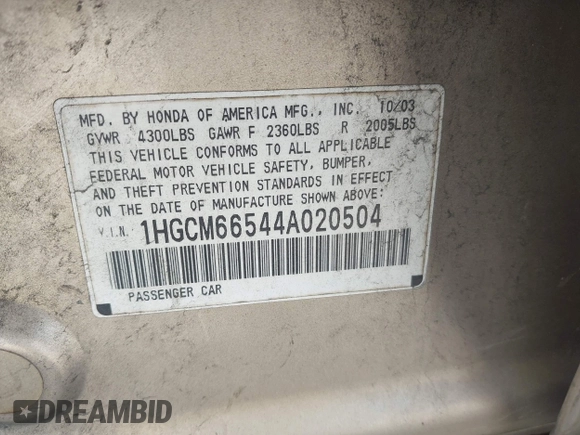 MFD. BY HONDA OF AMERICA MFG., INC. 10/03
GVWR 4300LBS GAWR F 2360LBS R 2005LBS
THIS VEHICLE CONFORMS TO ALL APPLICABLE
FEDERAL MOTOR VEHICLE SAFETY, BUMPER,
AND THEFT PREVENTION STANDARDS IN EFFECT
ON THE DATE OF MANUFACTURE SHOWN ABOVE:
V.I.N. 1HGCM66544A020504
PASSENGER CAR
DREAMBID